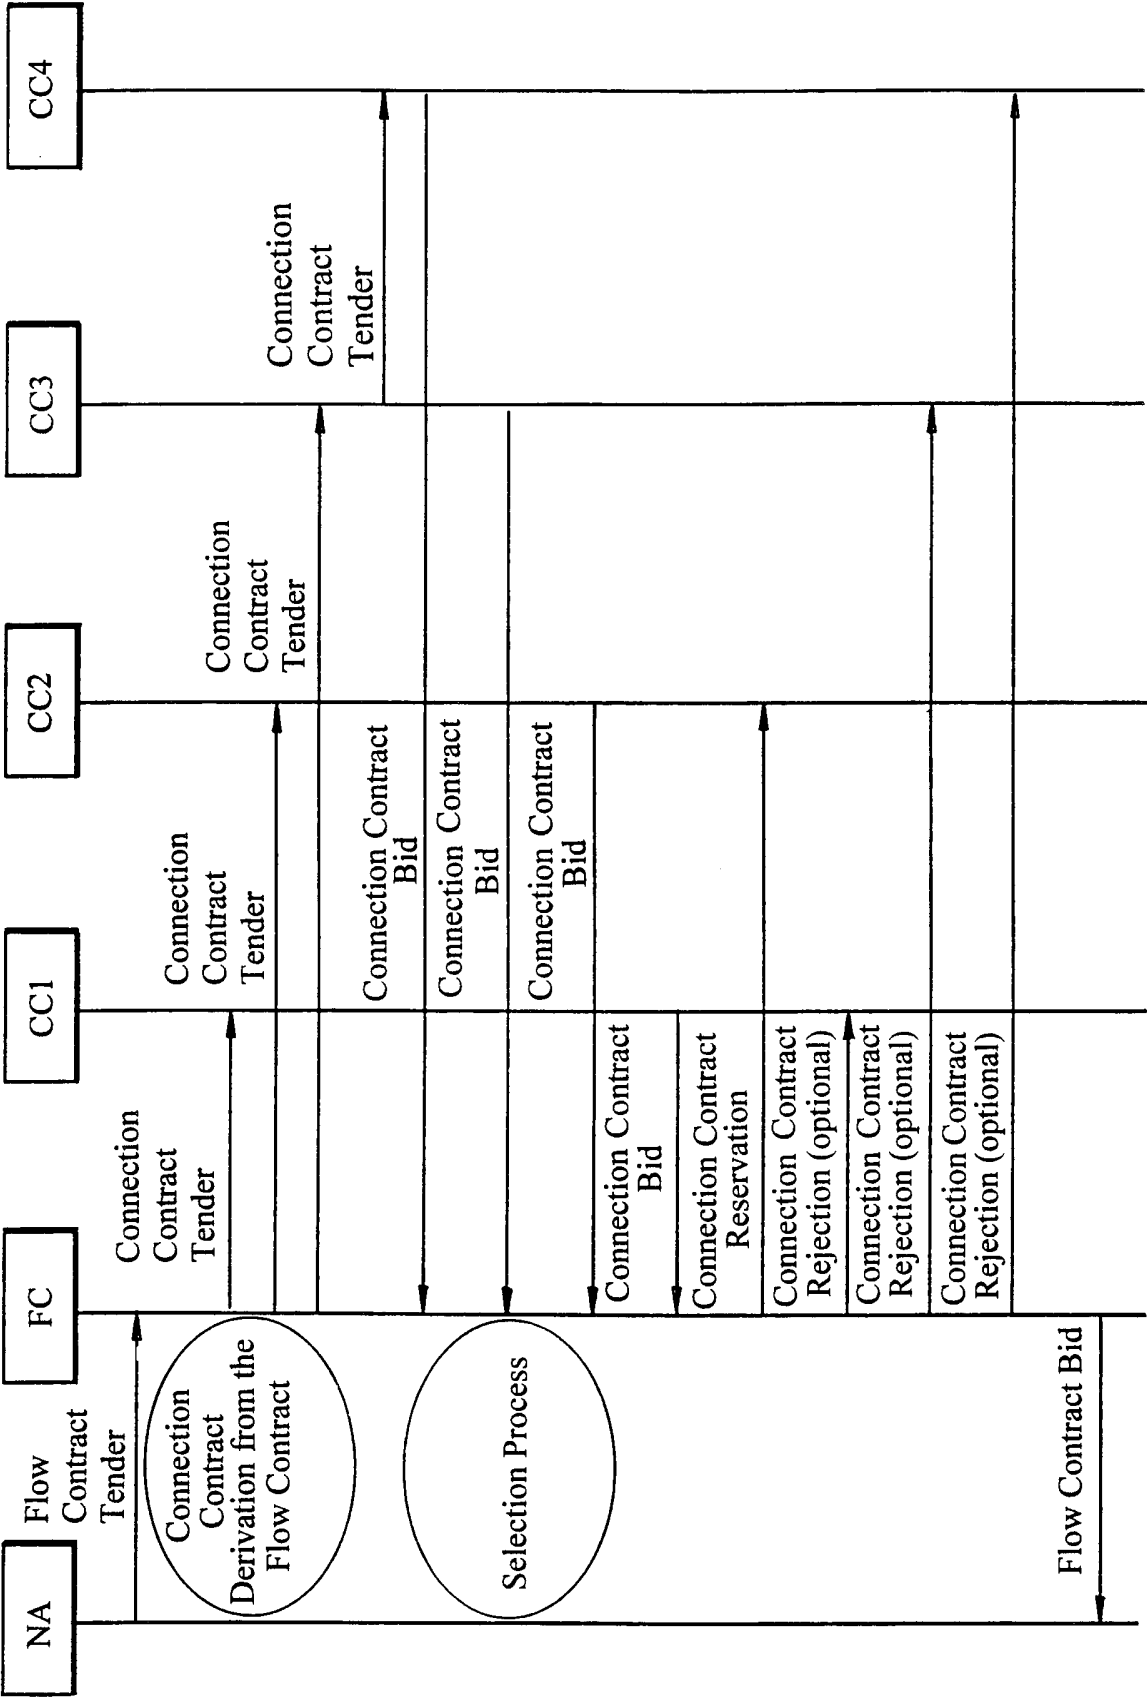 NA
FC
CC1
CC2
CC3
CC4
Flow
Contract
Tender
Connection
Contract
Derivation from the
Flow Contract
Connection
Contract
Tender
Connection
Contract
Tender
Connection
Contract
Tender
Connection
Contract
Tender
Connection Contract
Bid
Connection Contract
Bid
Selection Process
Connection Contract
Bid
Connection Contract
Bid
Connection Contract
Reservation
Connection Contract
Rejection (optional)
Connection Contract
Rejection (optional)
Connection Contract
Rejection (optional)
Flow Contract Bid